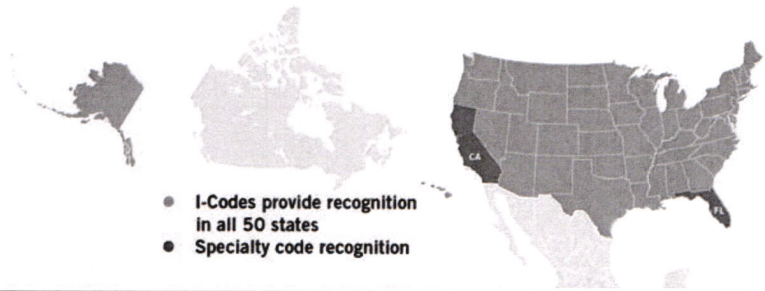 CA
FL
I-Codes provide recognition
in all 50 states
Specialty code recognition